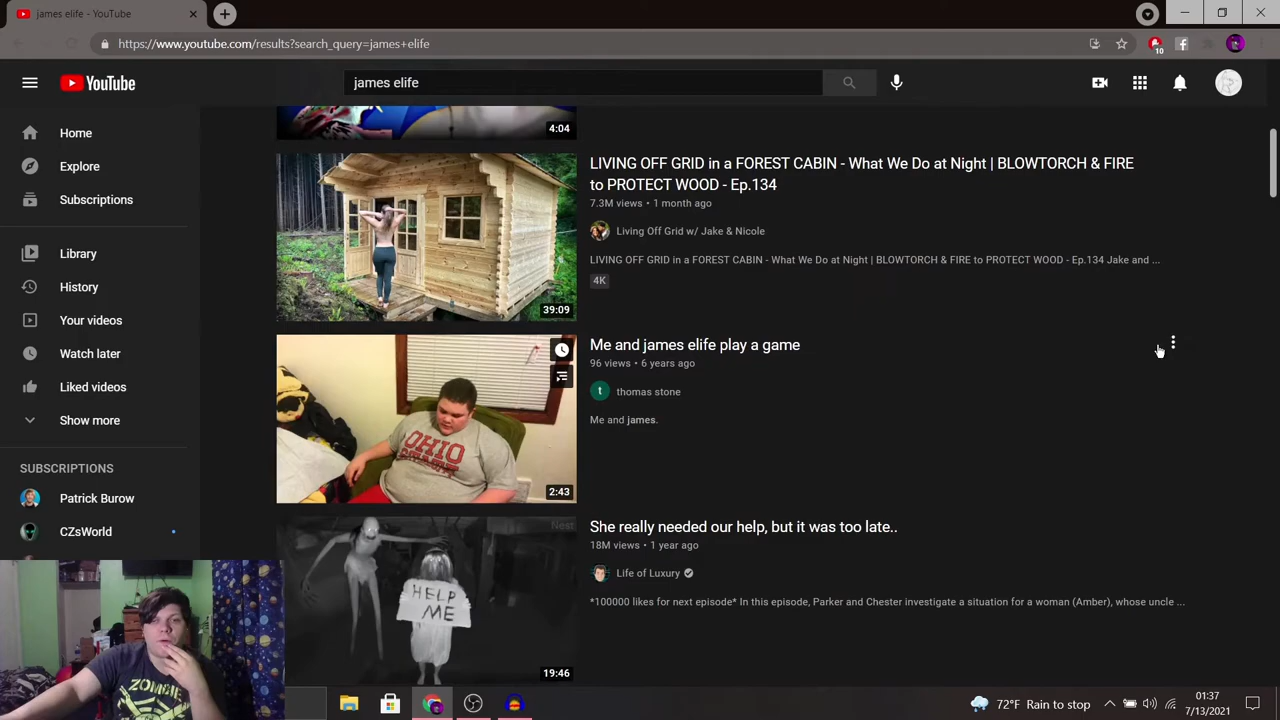 james elife - YouTube
https://www.youtube.com/results?search_query=james+elife
10
YouTube
james elife
Home
Explore
Subscriptions
Library
History
Your videos
Watch later
Liked videos
Show more
SUBSCRIPTIONS
Patrick Burow
CZsWorld
4:04
LIVING OFF GRID in a FOREST CABIN - What We Do at Night | BLOWTORCH & FIRE
to PROTECT WOOD - Ep.134
7.3M views • 1 month ago
Living Off Grid w/ Jake & Nicole
LIVING OFF GRID in a FOREST CABIN - What We Do at Night | BLOWTORCH & FIRE to PROTECT WOOD - Ep.134 Jake and ...
4K
39:09
Me and james elife play a game
96 views • 6 years ago
t
thomas stone
Me and james.
OHIO
2:43
She really needed our help, but it was too late..
18M views • 1 year ago
Life of Luxury
*100000 likes for next episode* In this episode, Parker and Chester investigate a situation for a woman (Amber), whose uncle ...
Nest
HELP
ME
19:46
ZOMBIE
72°F Rain to stop
01:37
7/13/2021